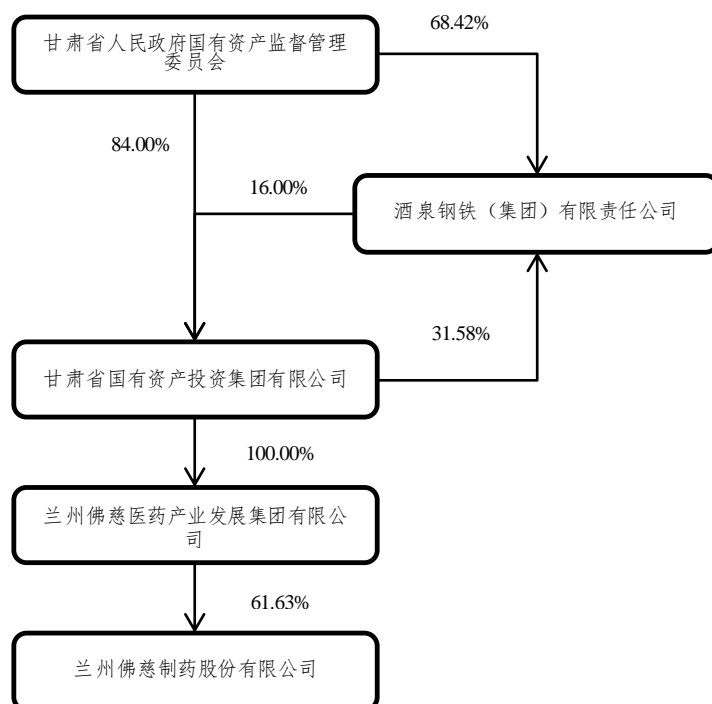 甘肃省人民政府国有资产监督管理
委员会
68.42%
84.00%
16.00%
酒泉钢铁（集团）有限责任公司
31.58%
甘肃省国有资产投资集团有限公司
100.00%
兰州佛慈医药产业发展集团有限公
司
61.63%
兰州佛慈制药股份有限公司